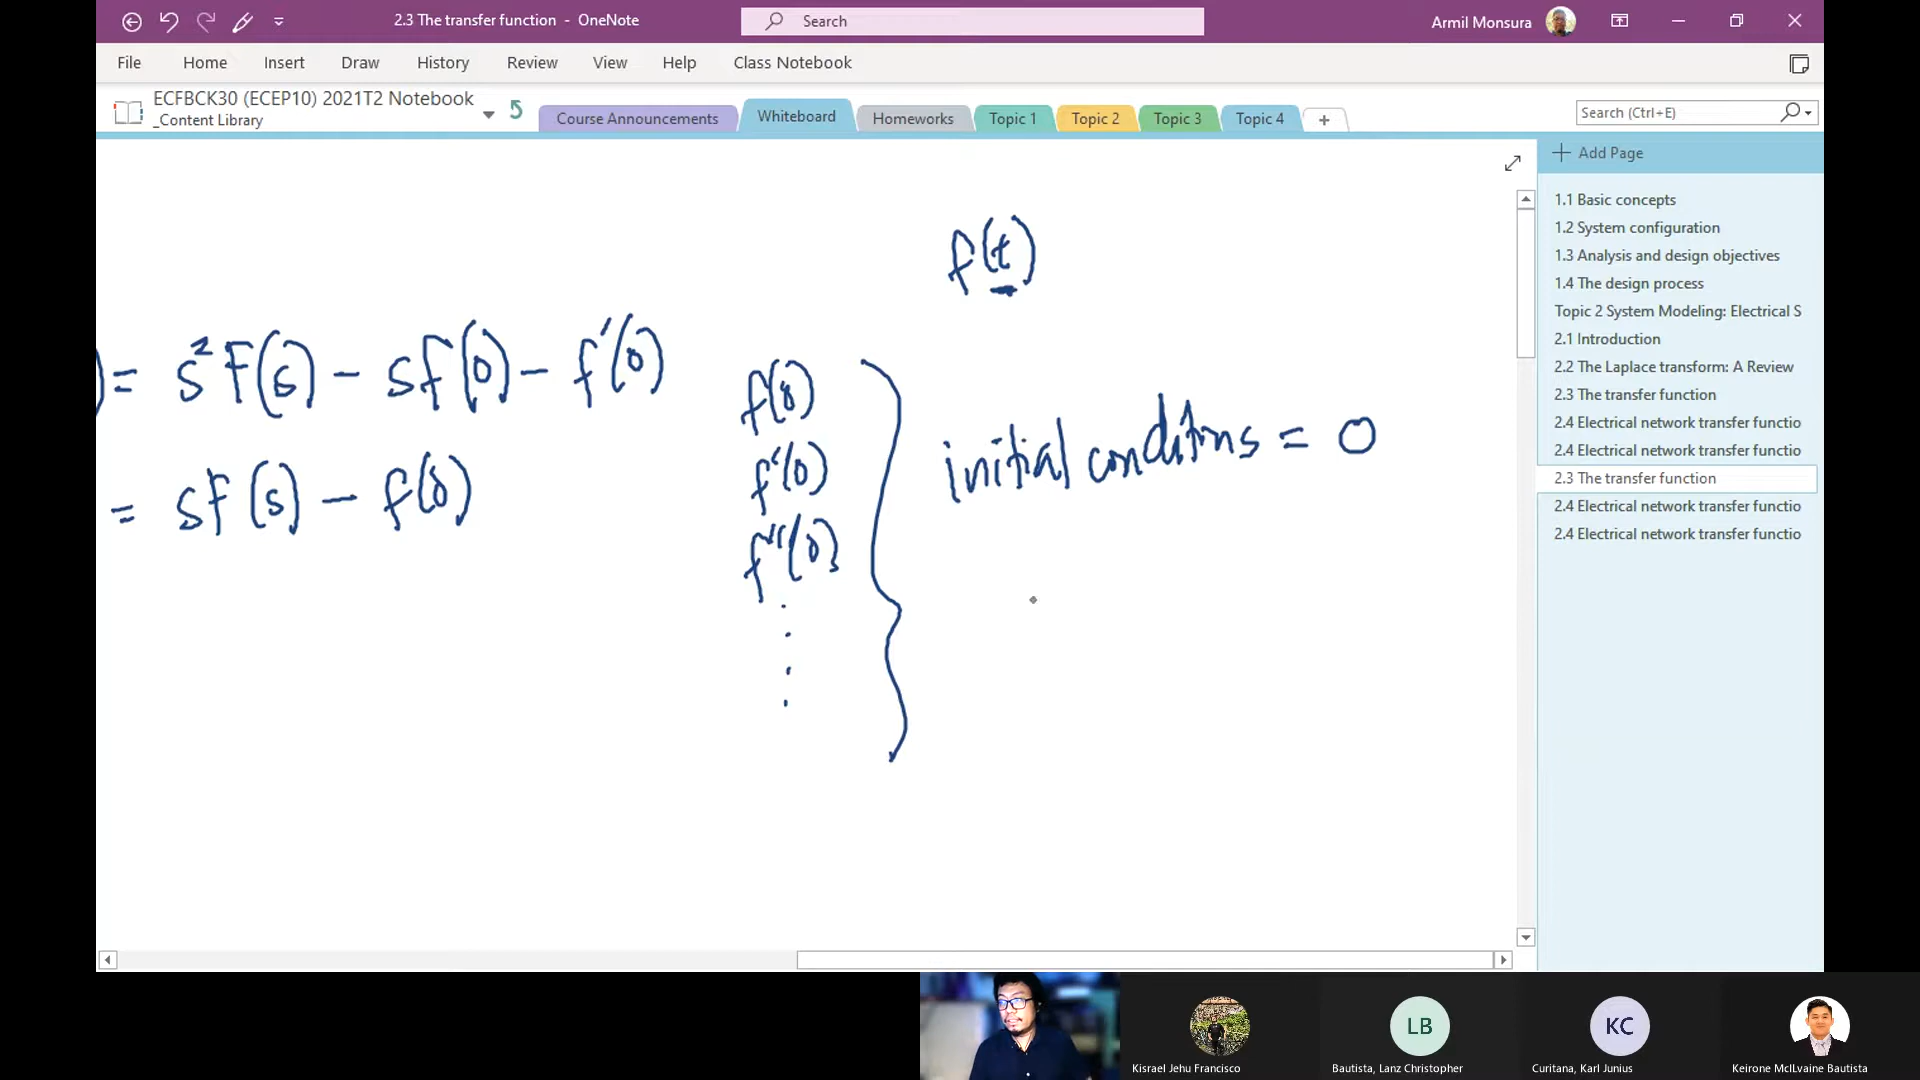 2.3 The transfer function - OneNote
Search
Armil Monsura
File Home Insert Draw History Review View Help Class Notebook
ECFBCK30 (ECEP10) 2021T2 Notebook
_Content Library
Course Announcements Whiteboard Homeworks Topic 1 Topic 2 Topic 3 Topic 4 +
Search (Ctrl+E)
Add Page
1.1 Basic concepts
1.2 System configuration
1.3 Analysis and design objectives
1.4 The design process
Topic 2 System Modeling: Electrical S
2.1 Introduction
2.2 The Laplace transform: A Review
2.3 The transfer function
2.4 Electrical network transfer functio
2.4 Electrical network transfer functio
2.3 The transfer function
2.4 Electrical network transfer functio
2.4 Electrical network transfer functio
f(t)
) = s²F(s) - sf(0) - f'(0)
= sF(s) - f(0)
f(0)
f'(0)
f''(0)
initial conditions = 0
LB
KC
Kisrael Jehu Francisco
Bautista, Lanz Christopher
Curitana, Karl Junius
Keirone McIlvaine Bautista